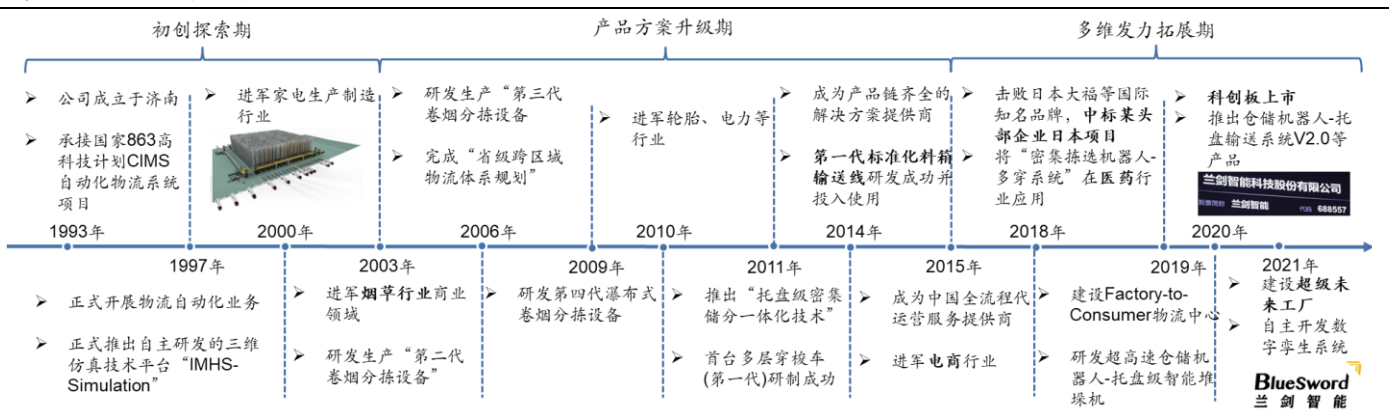 初创探索期
产品方案升级期
多维发力拓展期
➢ 公司成立于济南
➢ 承接国家863高
科技计划CIMS
自动化物流系统
项目
➢ 进军家电生产制造
行业
➢ 研发生产“第三代
卷烟分拣设备
➢ 完成“省级跨区域
物流体系规划”
➢ 进军轮胎、电力等
行业
➢ 成为产品链齐全的
解决方案提供商
➢ 第一代标准化料箱
输送线研发成功并
投入使用
➢ 击败日本大福等国际
知名品牌，中标某头
部企业日本项目
➢ 将“密集拣选机器人-
多穿系统”在医药行
业应用
➢ 科创板上市
➢ 推出仓储机器人-托
盘输送系统V2.0等
产品
兰剑智能科技股份有限公司
股票简称 兰剑智能 代码 688557
1993年
2000年
2006年
2010年
2014年
2018年
2020年
1997年
2003年
2009年
2011年
2015年
2019年
2021年
➢ 正式开展物流自动化业务
➢ 正式推出自主研发的三维
仿真技术平台“IMHS-
Simulation”
➢ 进军烟草行业商业
领域
➢ 研发生产“第二代
卷烟分拣设备”
➢ 研发第四代瀑布式
卷烟分拣设备
➢ 推出“托盘级密集
储分一体化技术”
➢ 首台多层穿梭车
(第一代)研制成功
➢ 成为中国全流程代
运营服务提供商
➢ 进军电商行业
➢ 建设Factory-to-
Consumer物流中心
➢ 研发超高速仓储机
器人-托盘级智能堆
垛机
➢ 建设超级未
来工厂
➢ 自主开发数
字孪生系统
BlueSword
兰剑智能